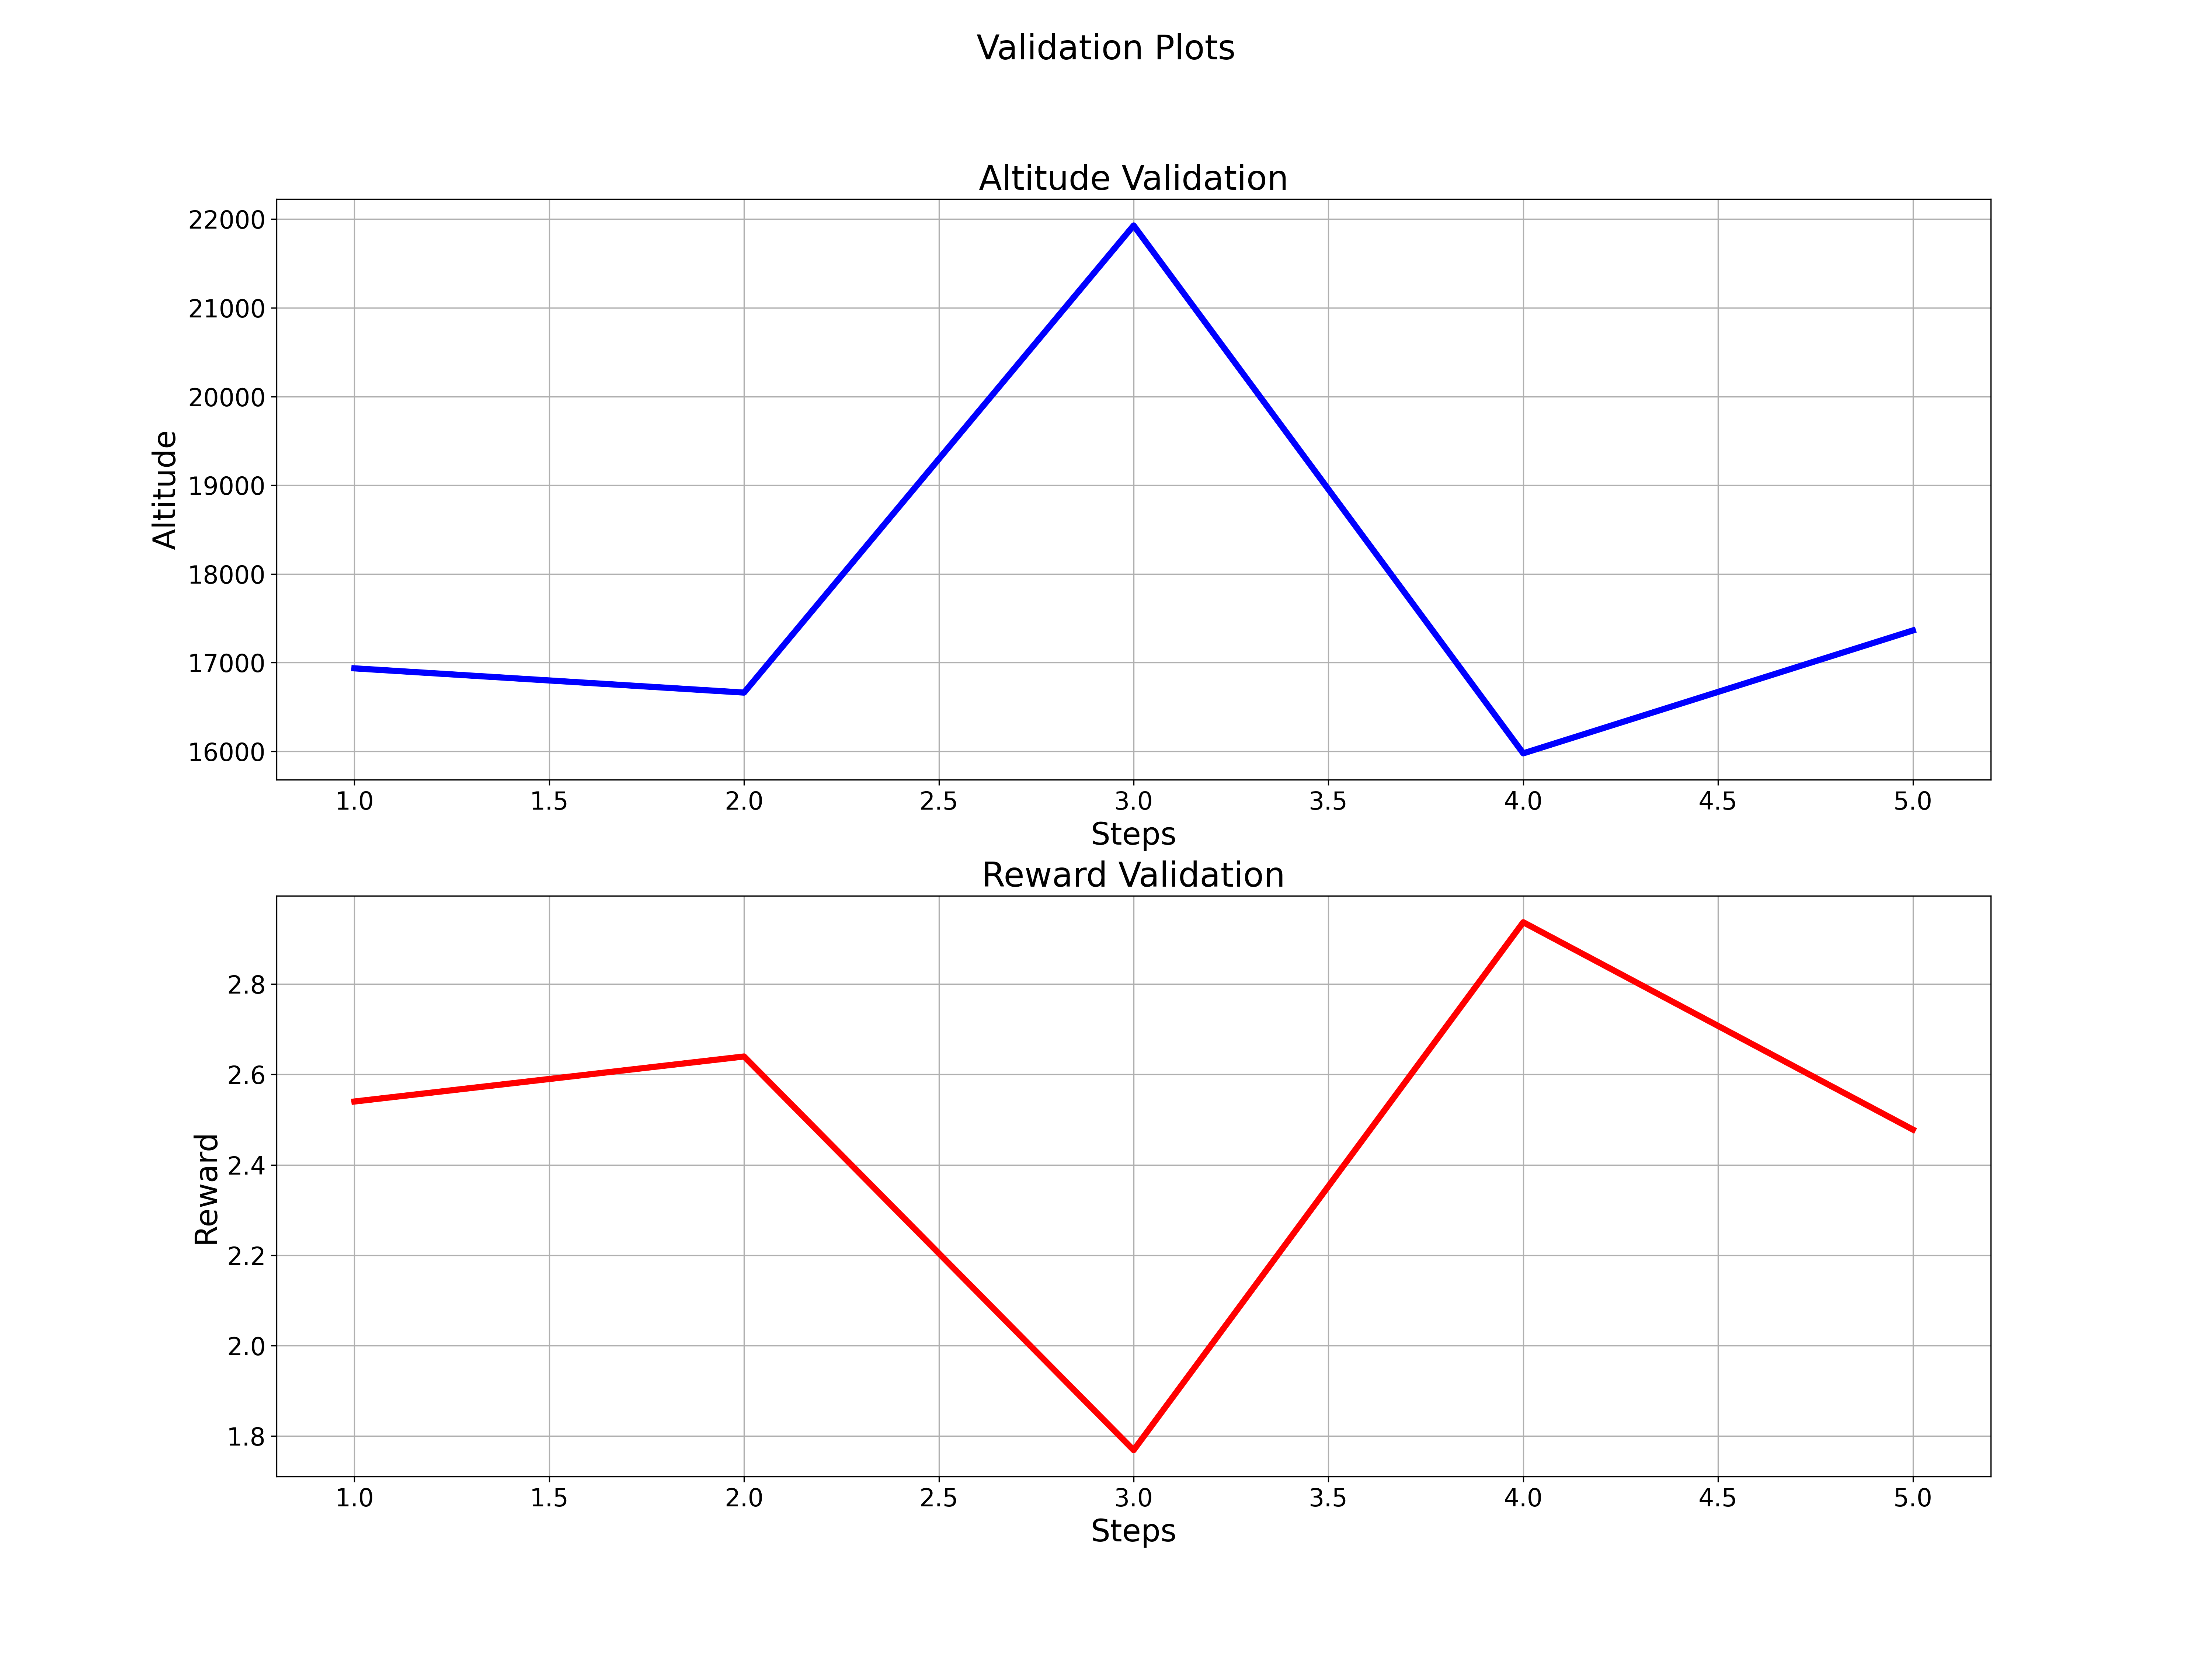 Validation Plots
Altitude Validation
22000
21000
20000
19000
18000
17000
16000
Altitude
1.0 1.5 2.0 2.5 3.0 3.5 4.0 4.5 5.0
Steps
Reward Validation
2.8
2.6
2.4
2.2
2.0
1.8
Reward
1.0 1.5 2.0 2.5 3.0 3.5 4.0 4.5 5.0
Steps